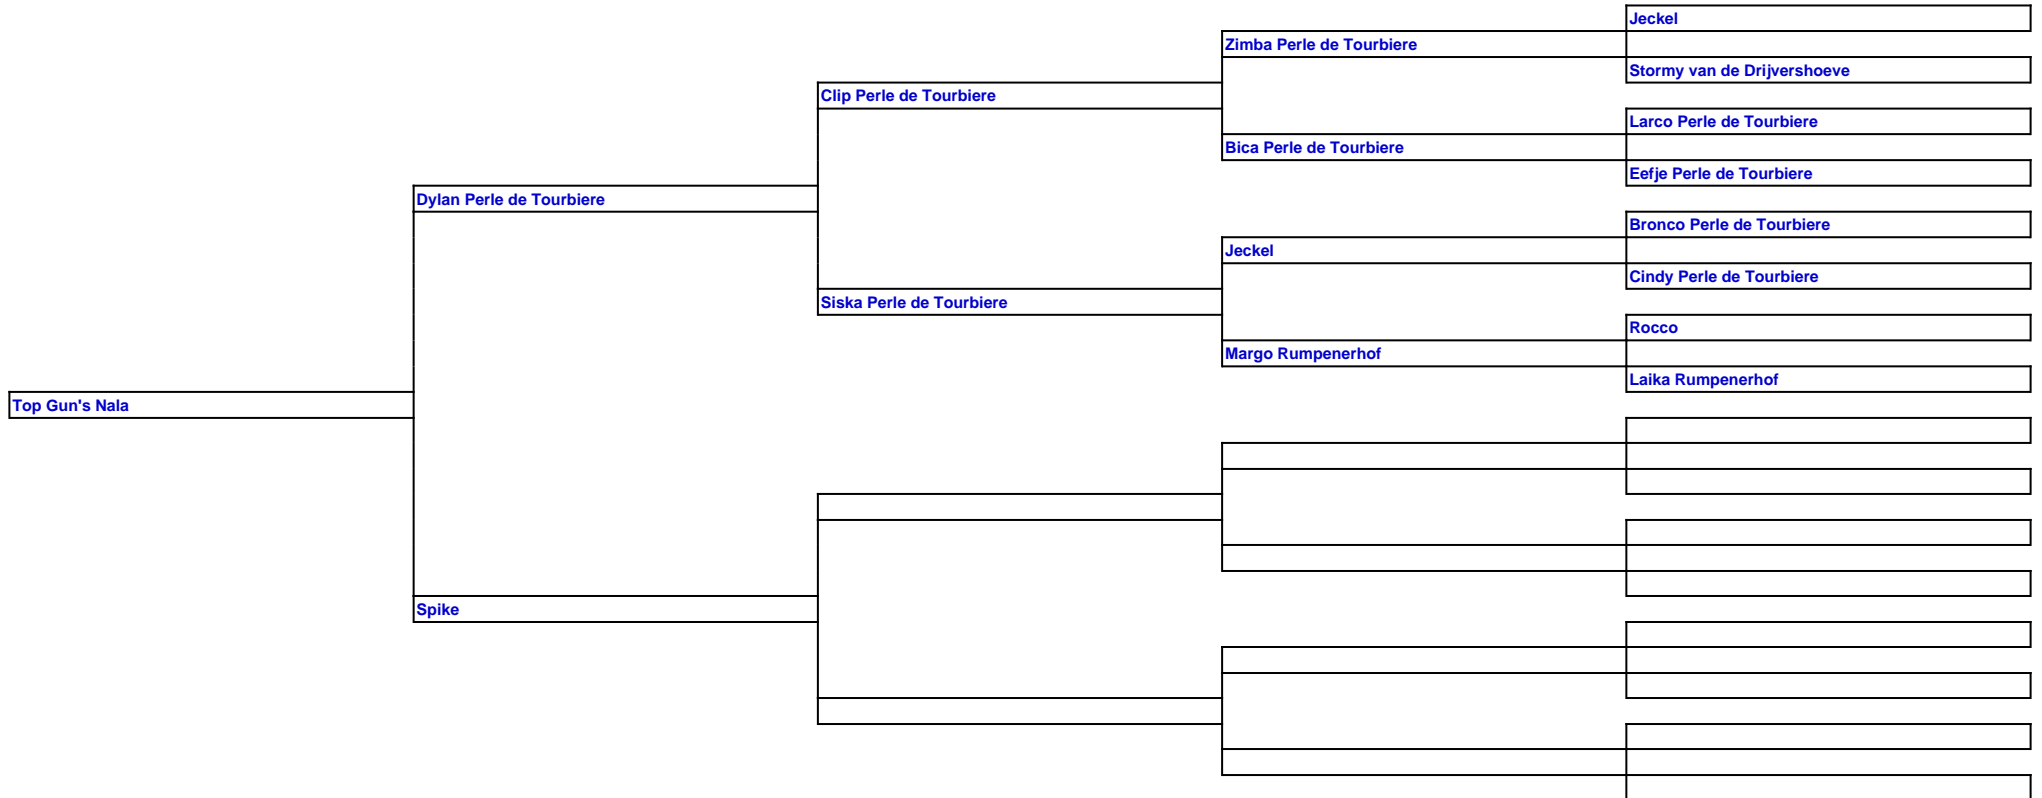 Jeckel
Zimba Perle de Tourbiere
Stormy van de Drijvershoeve
Clip Perle de Tourbiere
Larco Perle de Tourbiere
Bica Perle de Tourbiere
Eefje Perle de Tourbiere
Dylan Perle de Tourbiere
Bronco Perle de Tourbiere
Jeckel
Cindy Perle de Tourbiere
Siska Perle de Tourbiere
Rocco
Margo Rumpenerhof
Laika Rumpenerhof
Top Gun's Nala
Spike